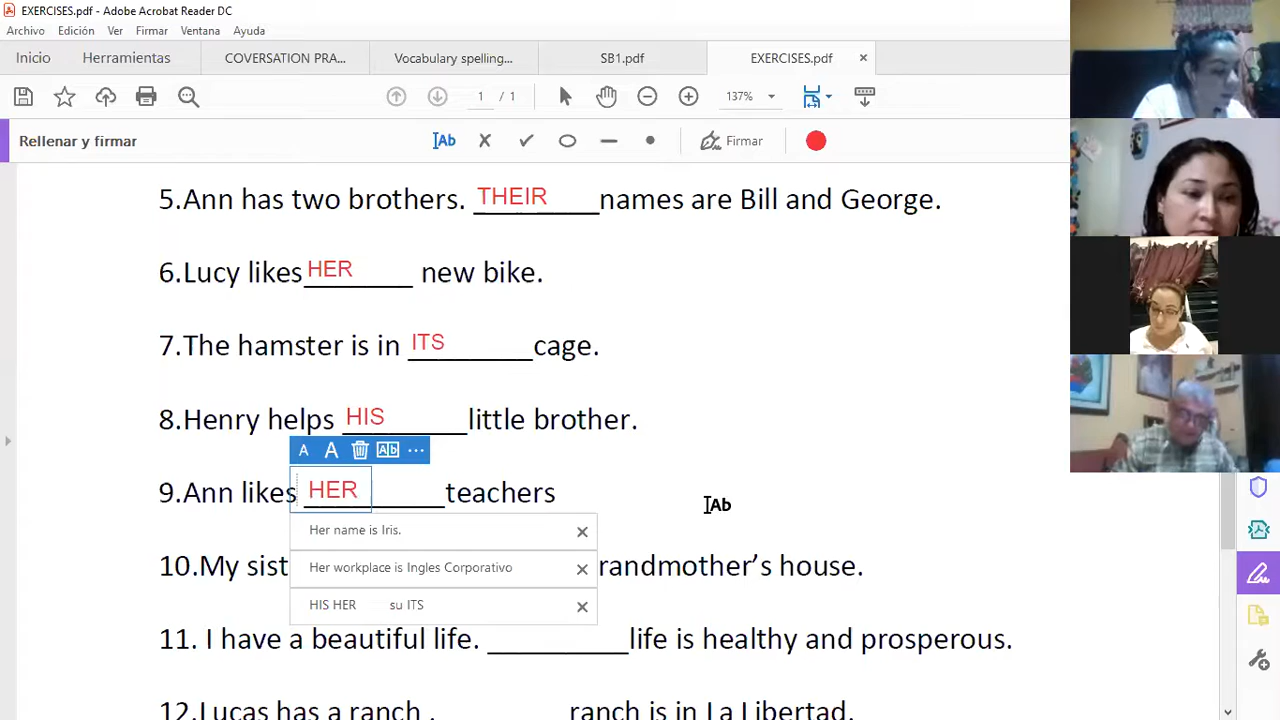 EXERCISES.pdf - Adobe Acrobat Reader DC
Archivo Edición Ver Firmar Ventana Ayuda
Inicio Herramientas COVERSATION PRA... Vocabulary spelling... SB1.pdf EXERCISES.pdf
1 / 1 137%
Rellenar y firmar Ab Firmar
5.Ann has two brothers. THEIR names are Bill and George.
6.Lucy likes HER new bike.
7.The hamster is in ITS cage.
8.Henry helps HIS little brother.
9.Ann likes HER teachers
Ab
Her name is Iris.
Her workplace is Ingles Corporativo
HIS HER su ITS
10.My sist randmother’s house.
11. I have a beautiful life. __________life is healthy and prosperous.
12.Lucas has a ranch . __________ ranch is in La Libertad.